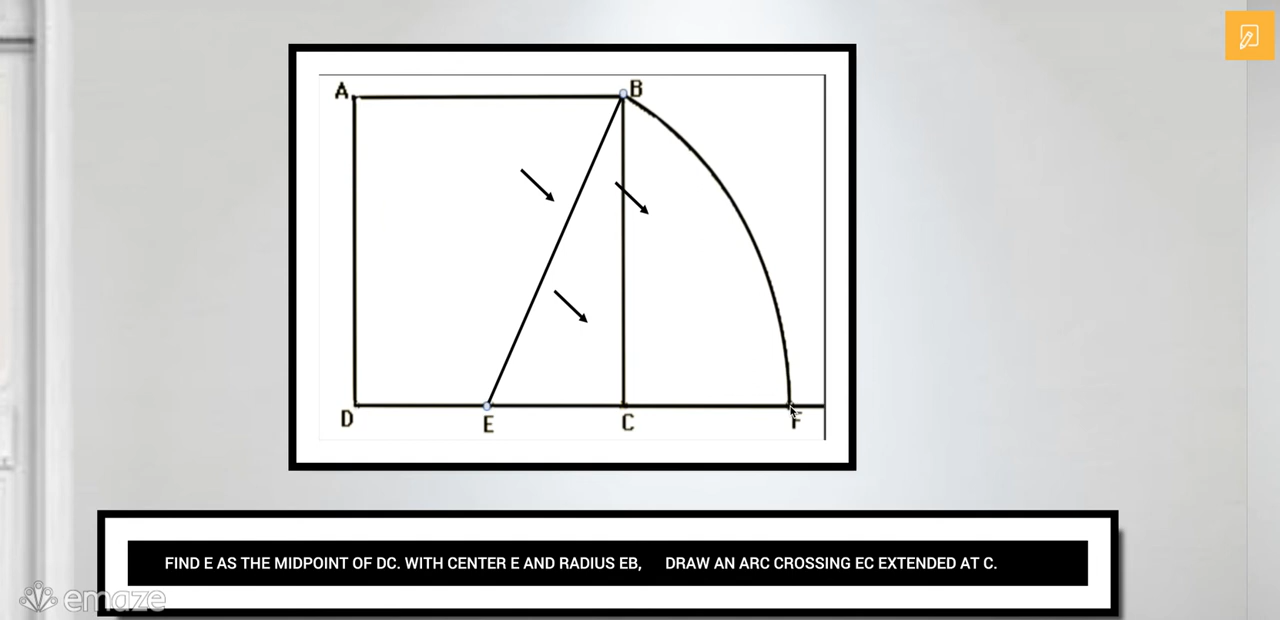 A
B
D
E
C
F
FIND E AS THE MIDPOINT OF DC. WITH CENTER E AND RADIUS EB, DRAW AN ARC CROSSING EC EXTENDED AT C.
emaze